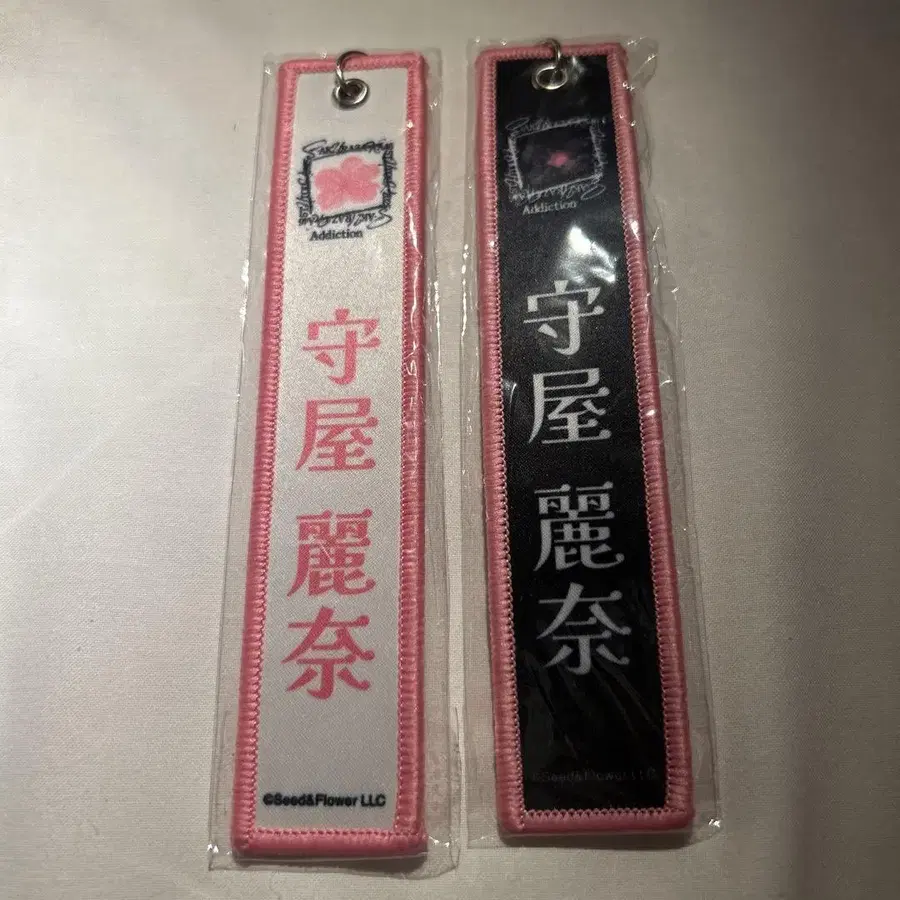 Addiction
守屋 麗奈
©Seed&Flower LLC
Addiction
守屋 麗奈
©Seed&Flower LLC